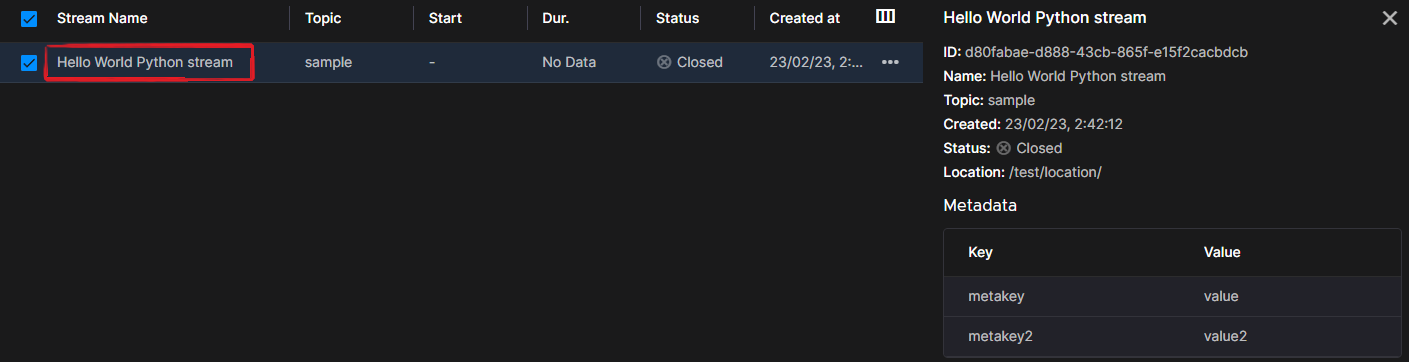 Stream Name Topic Start Dur. Status Created at
Hello World Python stream sample - No Data Closed 23/02/23, 2:... •••
Hello World Python stream
ID: d80fabae-d888-43cb-865f-e15f2cacbdcb
Name: Hello World Python stream
Topic: sample
Created: 23/02/23, 2:42:12
Status: Closed
Location: /test/location/
Metadata
Key Value
metakey value
metakey2 value2